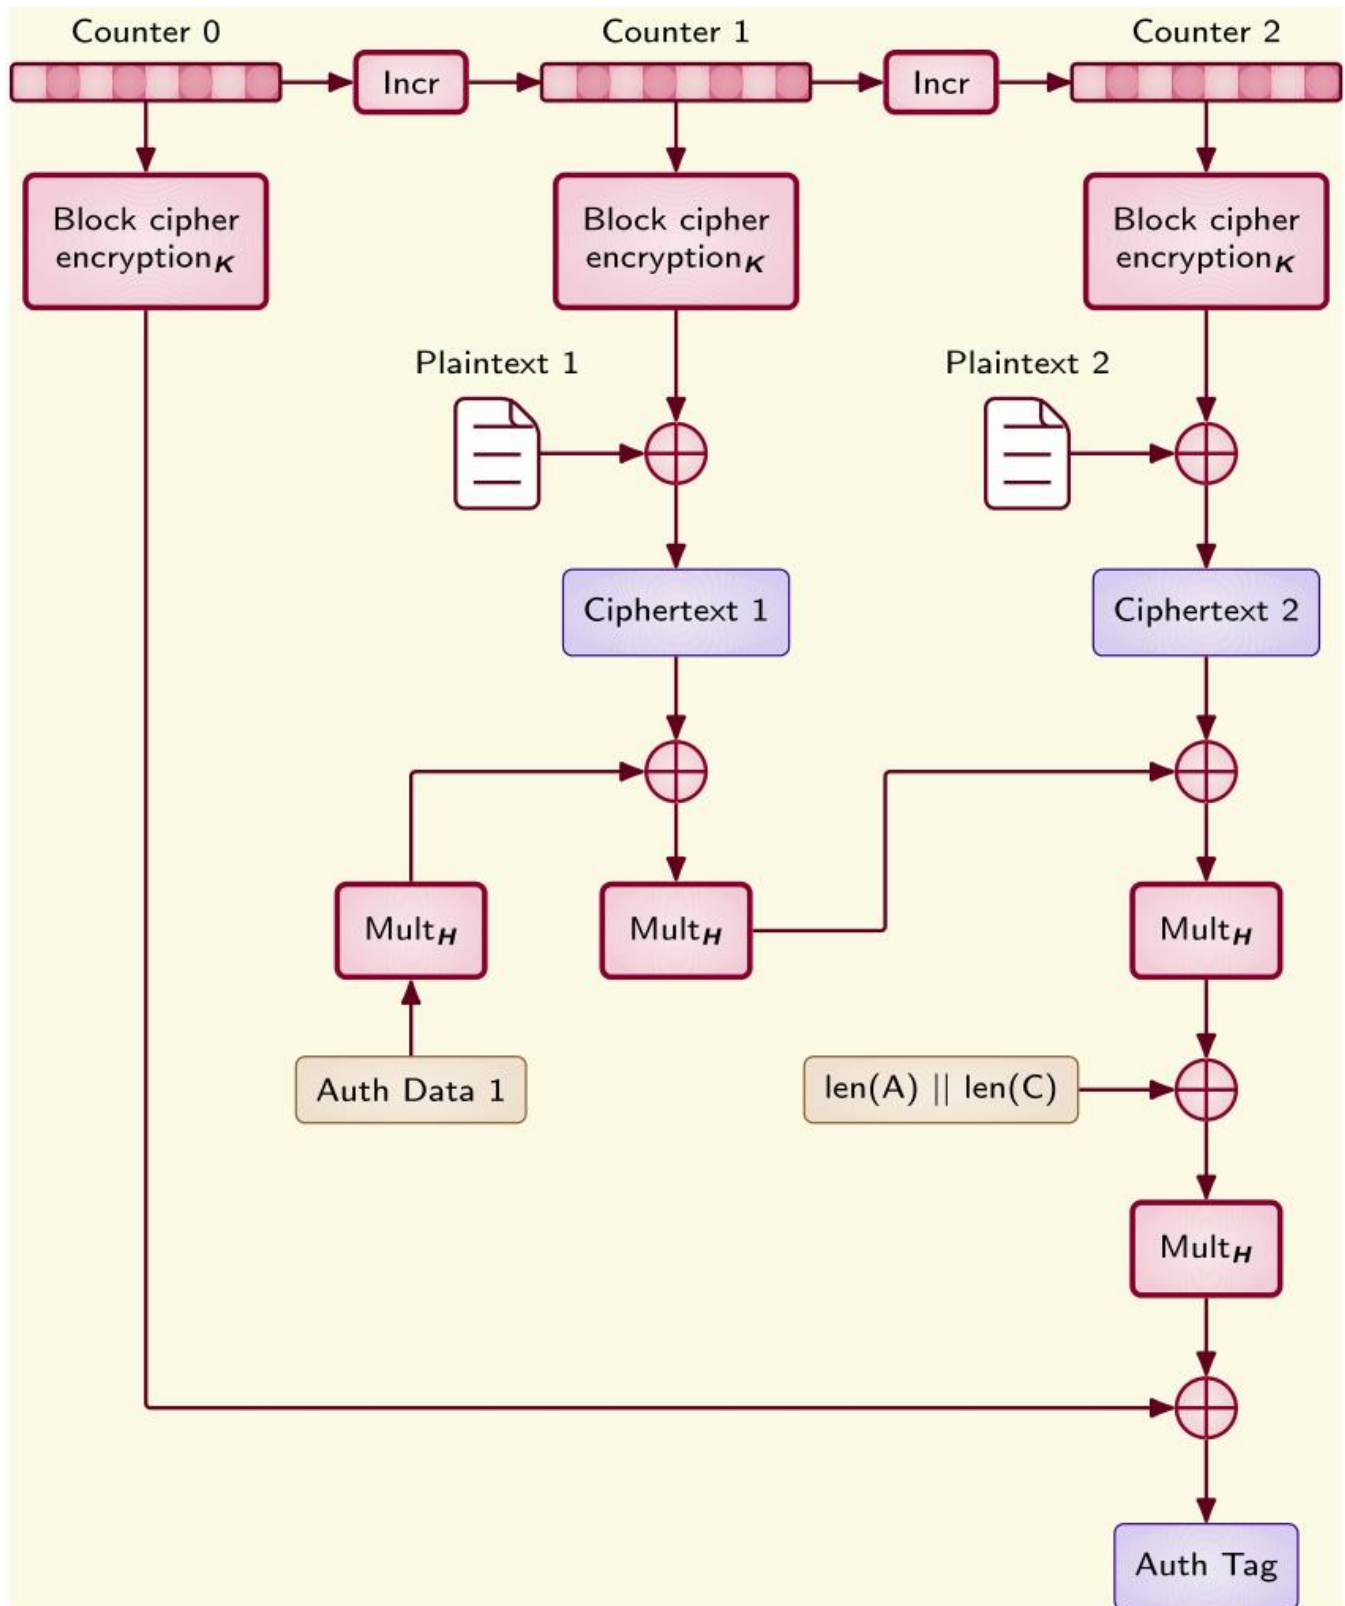 Counter 0
Counter 1
Counter 2
Incr
Incr
Block cipher
encryptionK
Block cipher
encryptionK
Block cipher
encryptionK
Plaintext 1
Plaintext 2
Ciphertext 1
Ciphertext 2
MultH
MultH
MultH
Auth Data 1
len(A) || len(C)
MultH
Auth Tag